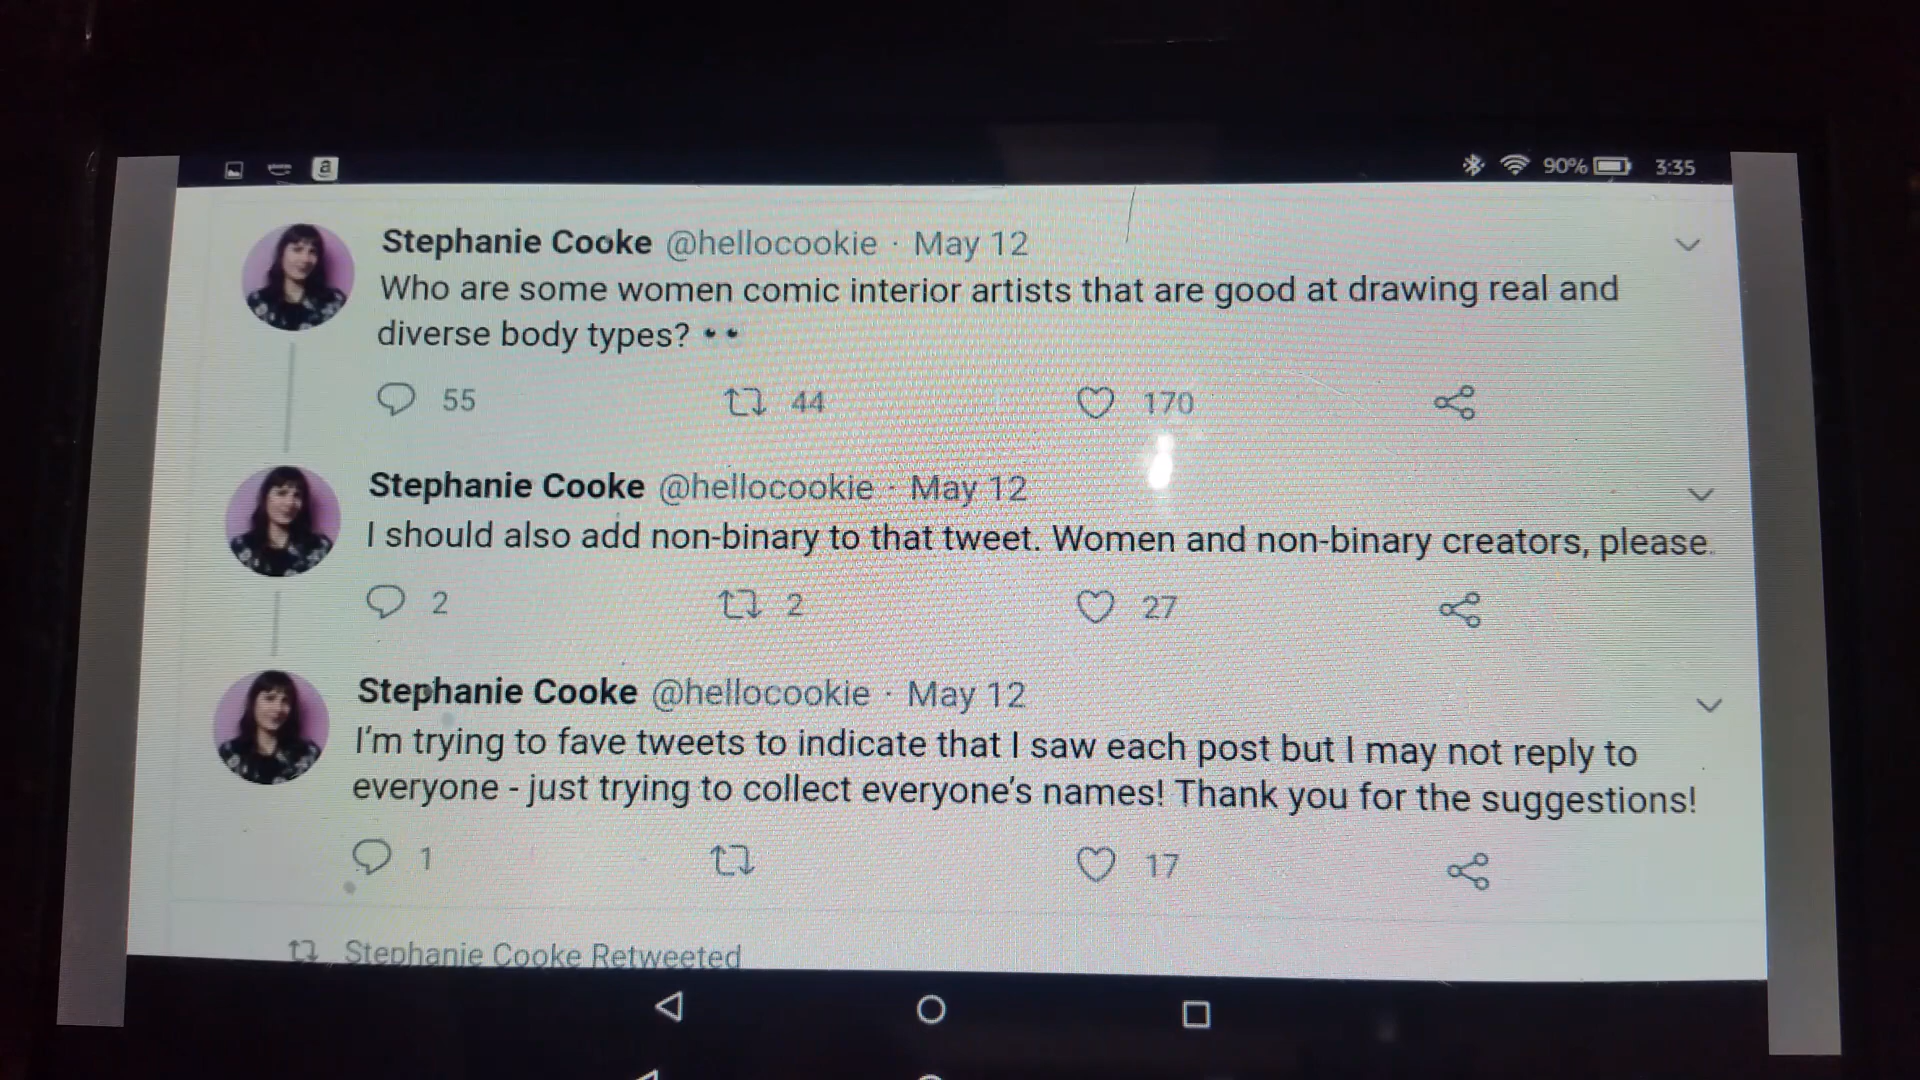 a 90% 3:35
Stephanie Cooke @hellocookie · May 12
Who are some women comic interior artists that are good at drawing real and
diverse body types? 👀
55 44 170
Stephanie Cooke @hellocookie · May 12
I should also add non-binary to that tweet. Women and non-binary creators, please.
2 2 27
Stephanie Cooke @hellocookie · May 12
I'm trying to fave tweets to indicate that I saw each post but I may not reply to
everyone - just trying to collect everyone's names! Thank you for the suggestions!
1 17
Stephanie Cooke Retweeted